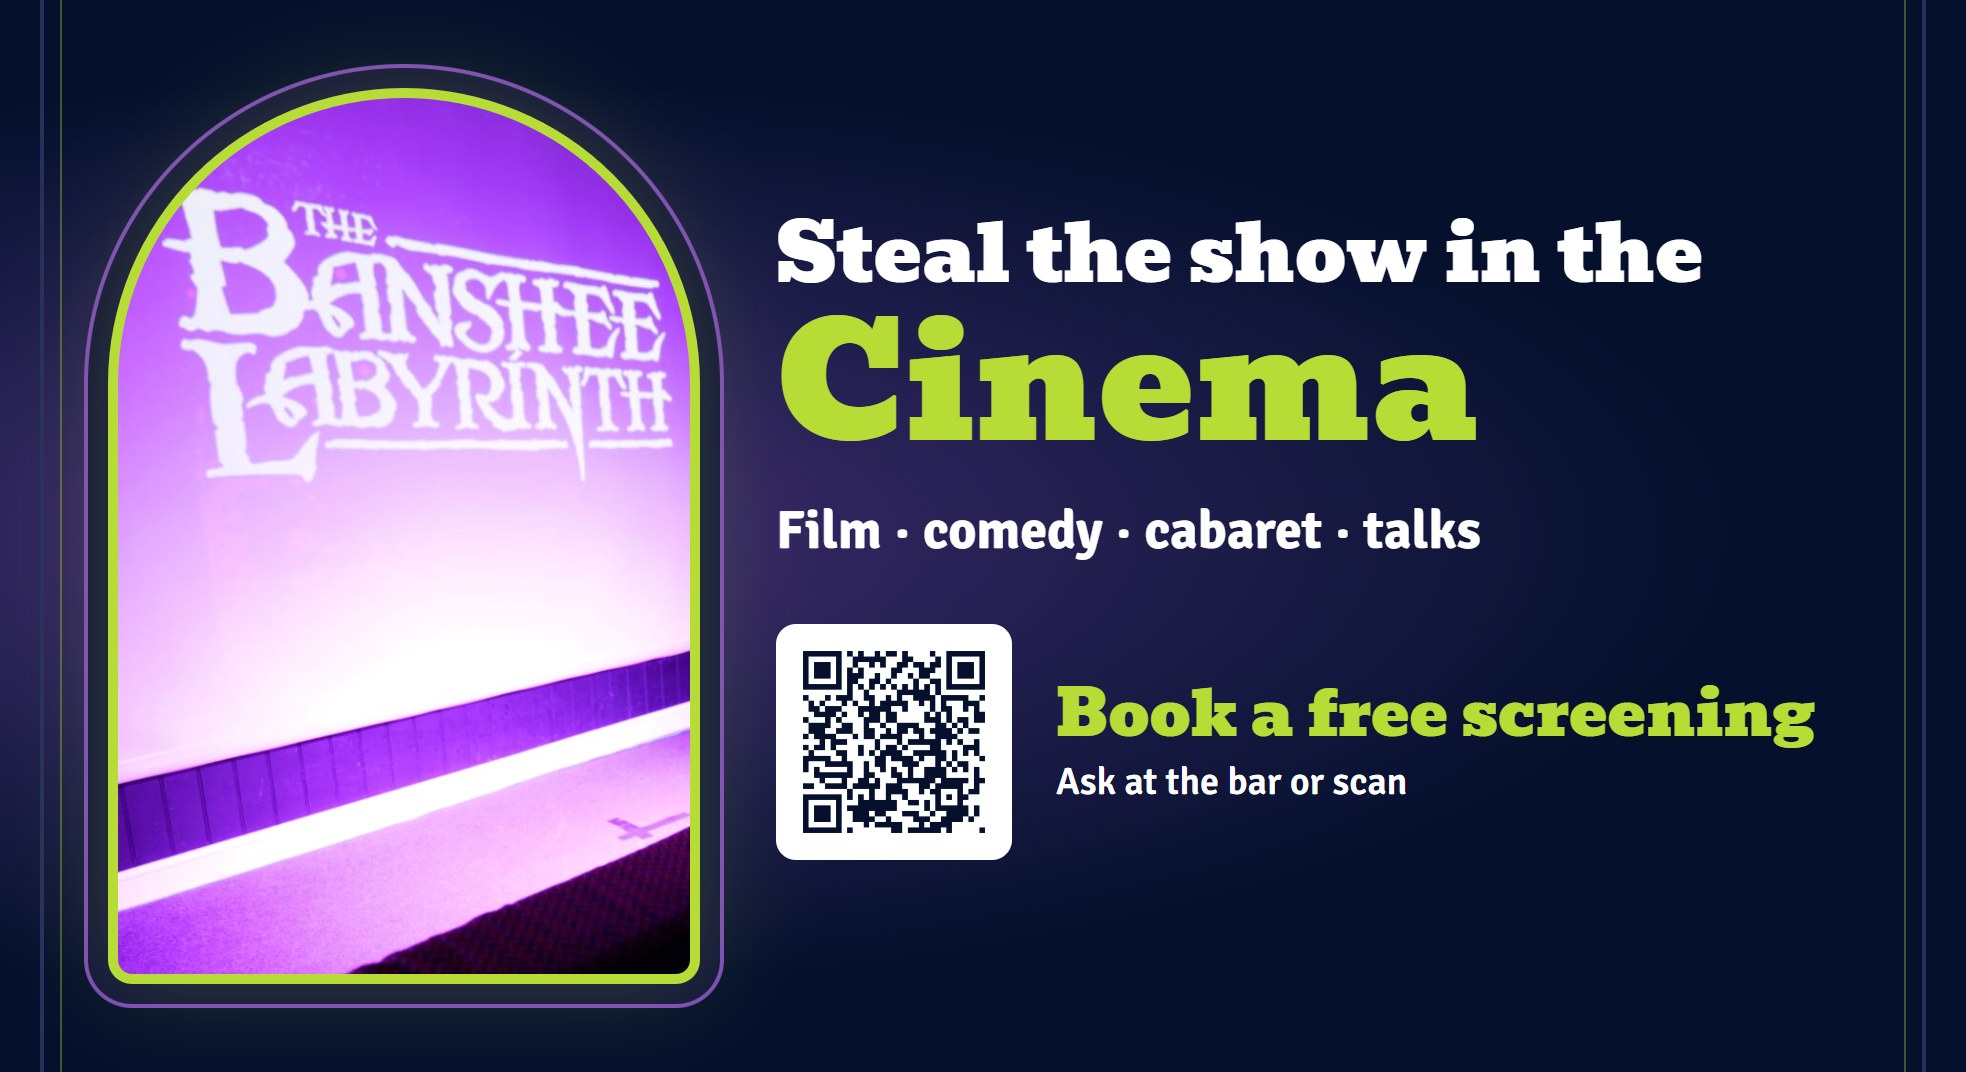 THE
BANSHEE
LABYRINTH
Steal the show in the
Cinema
Film · comedy · cabaret · talks
Book a free screening
Ask at the bar or scan